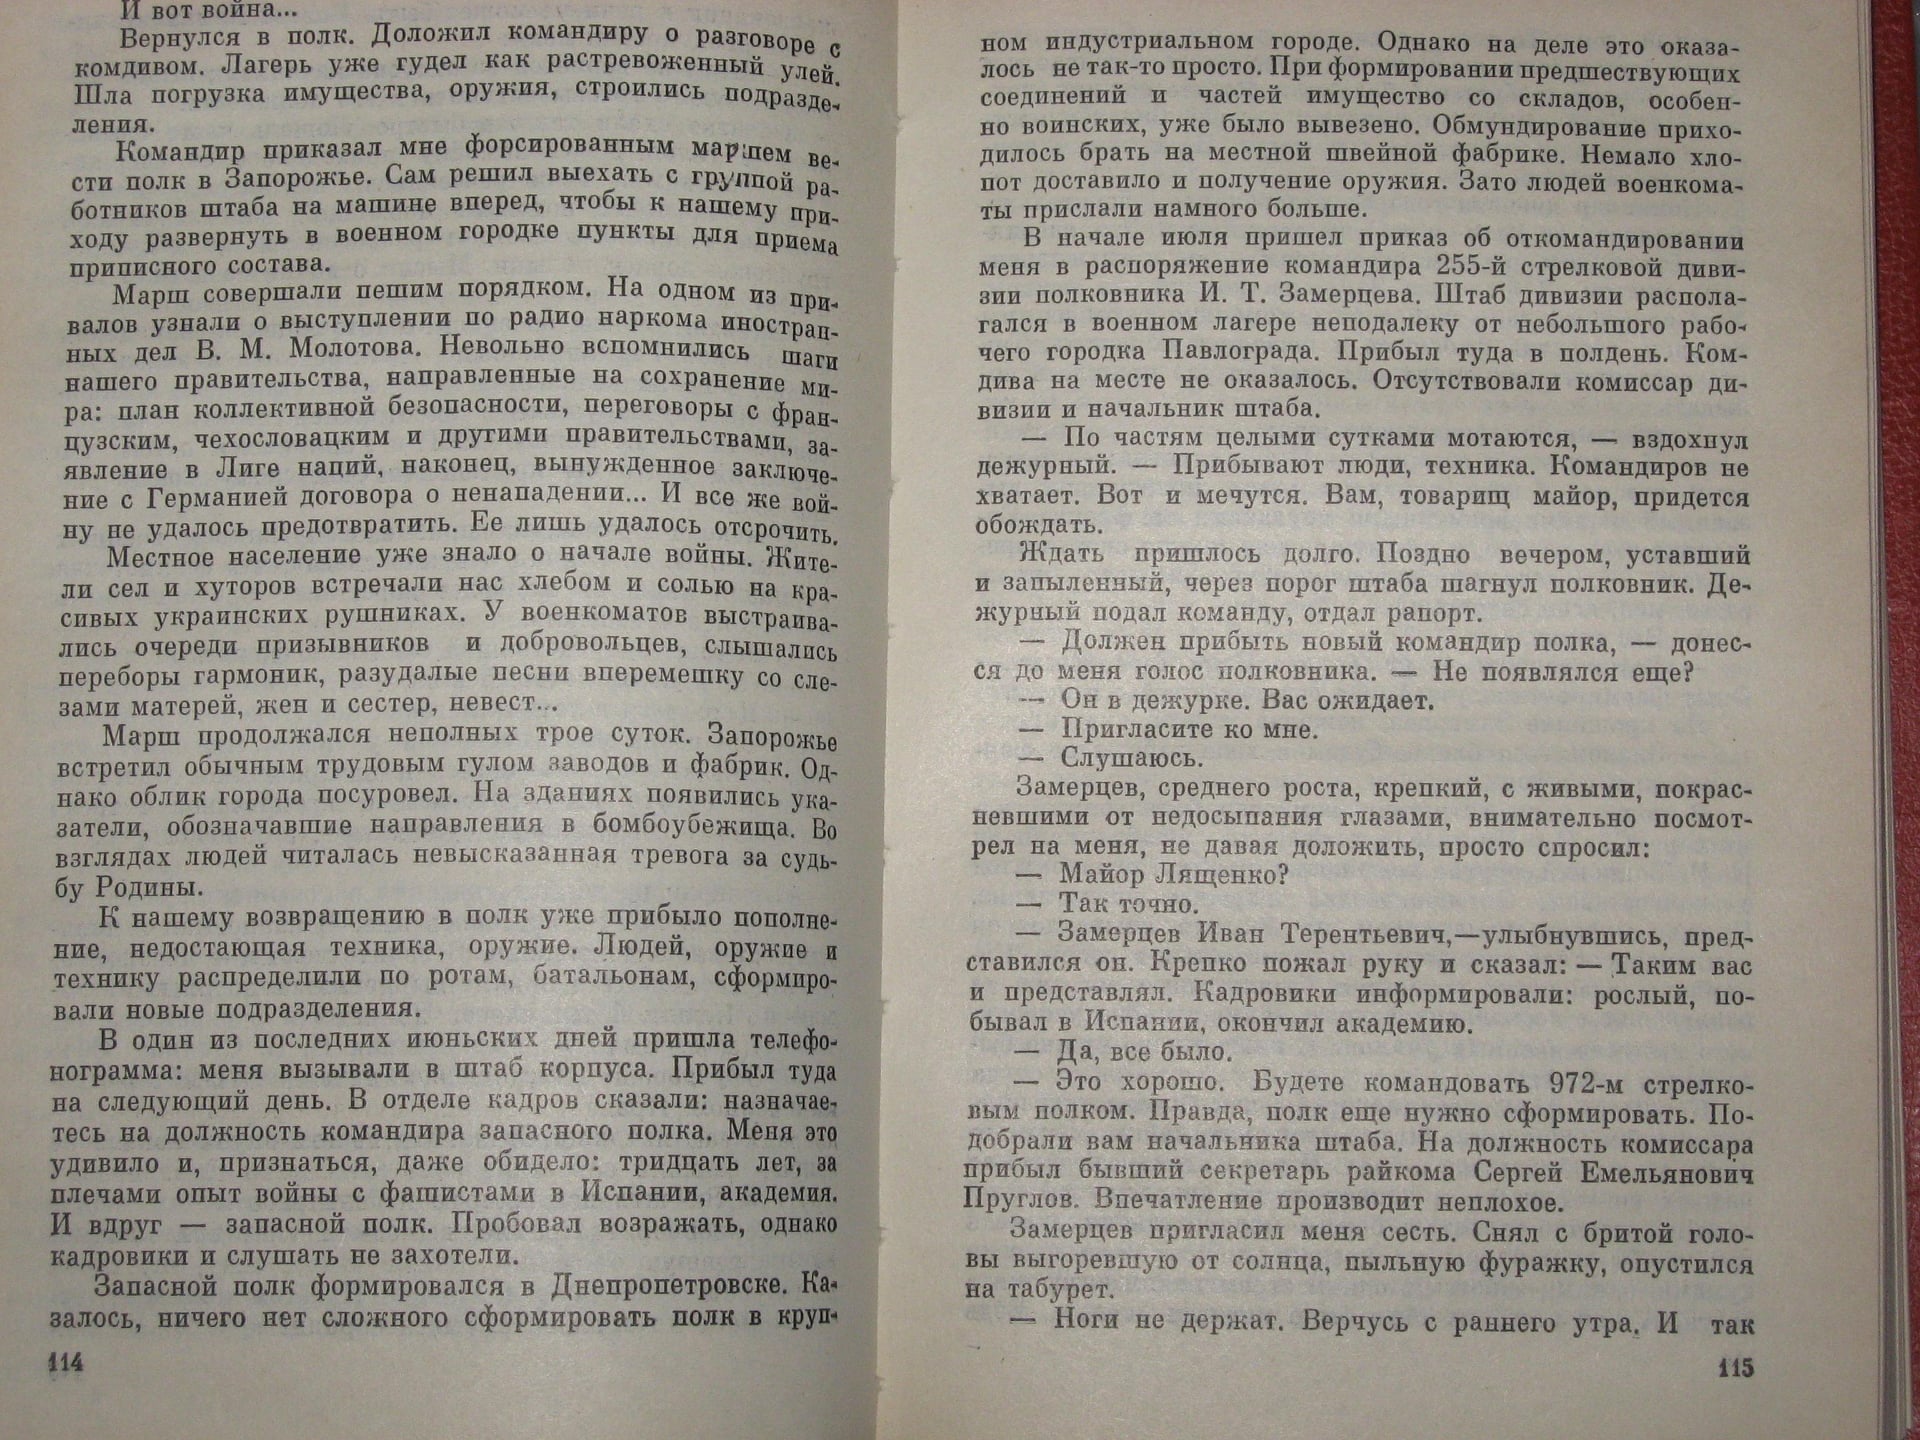 И вот война...
Вернулся в полк. Доложил командиру о разговоре с
комдивом. Лагерь уже гудел как растревоженный улей.
Шла погрузка имущества, оружия, строились подразде-
ления.
Командир приказал мне форсированным маршем ве-
сти полк в Запорожье. Сам решил выехать с группой ра-
ботников штаба на машине вперед, чтобы к нашему при-
ходу развернуть в военном городке пункты для приема
приписного состава.
Марш совершали пешим порядком. На одном из при-
валов узнали о выступлении по радио наркома иностран-
ных дел В. М. Молотова. Невольно вспомнились шаги
нашего правительства, направленные на сохранение ми-
ра: план коллективной безопасности, переговоры с фран-
цузским, чехословацким и другими правительствами, за-
явление в Лиге наций, наконец, вынужденное заключе-
ние с Германией договора о ненападении... И все же вой-
ну не удалось предотвратить. Ее лишь удалось отсрочить.
Местное население уже знало о начале войны. Жите-
ли сел и хуторов встречали нас хлебом и солью на кра-
сивых украинских рушниках. У военкоматов выстраива-
лись очереди призывников и добровольцев, слышались
переборы гармоник, разудалые песни вперемешку со сле-
зами матерей, жен и сестер, невест...
Марш продолжался неполных трое суток. Запорожье
встретил обычным трудовым гулом заводов и фабрик. Од-
нако облик города посуровел. На зданиях появились ука-
затели, обозначавшие направления в бомбоубежища. Во
взглядах людей читалась невысказанная тревога за судь-
бу Родины.
К нашему возвращению в полк уже прибыло пополне-
ние, недостающая техника, оружие. Людей, оружие и
технику распределили по ротам, батальонам, сформиро-
вали новые подразделения.
В один из последних июньских дней пришла телефо-
нограмма: меня вызывали в штаб корпуса. Прибыл туда
на следующий день. В отделе кадров сказали: назначае-
тесь на должность командира запасного полка. Меня это
удивило и, признаться, даже обидело: тридцать лет, за
плечами опыт войны с фашистами в Испании, академия.
И вдруг — запасной полк. Пробовал возражать, однако
кадровики и слушать не захотели.
Запасной полк формировался в Днепропетровске. Ка-
залось, ничего нет сложного сформировать полк в круп-
114
ном индустриальном городе. Однако на деле это оказа-
лось не так-то просто. При формировании предшествующих
соединений и частей имущество со складов, особен-
но воинских, уже было вывезено. Обмундирование прихо-
дилось брать на местной швейной фабрике. Немало хло-
пот доставило и получение оружия. Зато людей военкома-
ты прислали намного больше.
В начале июля пришел приказ об откомандировании
меня в распоряжение командира 255-й стрелковой диви-
зии полковника И. Т. Замерцева. Штаб дивизии распола-
гался в военном лагере неподалеку от небольшого рабо-
чего городка Павлограда. Прибыл туда в полдень. Ком-
дива на месте не оказалось. Отсутствовали комиссар ди-
визии и начальник штаба.
— По частям целыми сутками мотаются, — вздохнул
дежурный. — Прибывают люди, техника. Командиров не
хватает. Вот и мечутся. Вам, товарищ майор, придется
обождать.
Ждать пришлось долго. Поздно вечером, уставший
и запыленный, через порог штаба шагнул полковник. Де-
журный подал команду, отдал рапорт.
— Должен прибыть новый командир полка, — донес-
ся до меня голос полковника. — Не появлялся еще?
— Он в дежурке. Вас ожидает.
— Пригласите ко мне.
— Слушаюсь.
Замерцев, среднего роста, крепкий, с живыми, покрас-
невшими от недосыпания глазами, внимательно посмот-
рел на меня, не давая доложить, просто спросил:
— Майор Лященко?
— Так точно.
— Замерцев Иван Терентьевич,—улыбнувшись, пред-
ставился он. Крепко пожал руку и сказал: — Таким вас
и представлял. Кадровики информировали: рослый, по-
бывал в Испании, окончил академию.
— Да, все было.
— Это хорошо. Будете командовать 972-м стрелко-
вым полком. Правда, полк еще нужно сформировать. По-
добрали вам начальника штаба. На должность комиссара
прибыл бывший секретарь райкома Сергей Емельянович
Пруглов. Впечатление производит неплохое.
Замерцев пригласил меня сесть. Снял с бритой голо-
вы выгоревшую от солнца, пыльную фуражку, опустился
на табурет.
— Ноги не держат. Верчусь с раннего утра. И так
115